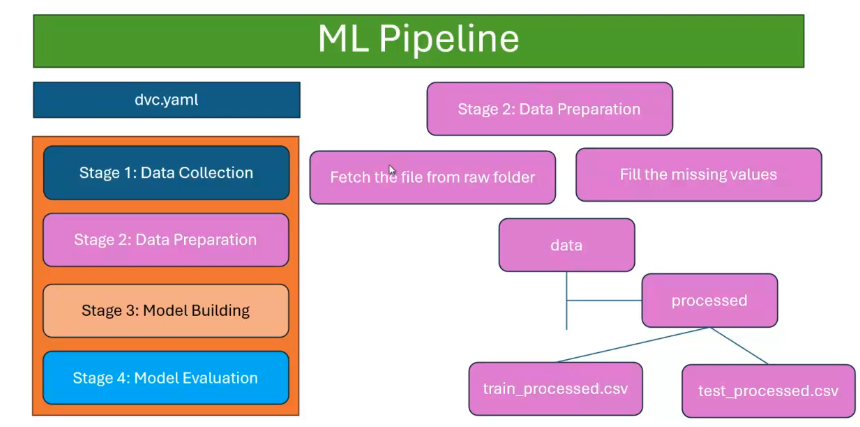 ML Pipeline
dvc.yaml
Stage 1: Data Collection
Stage 2: Data Preparation
Stage 3: Model Building
Stage 4: Model Evaluation
Stage 2: Data Preparation
Fetch the file from raw folder
Fill the missing values
data
processed
train_processed.csv
test_processed.csv